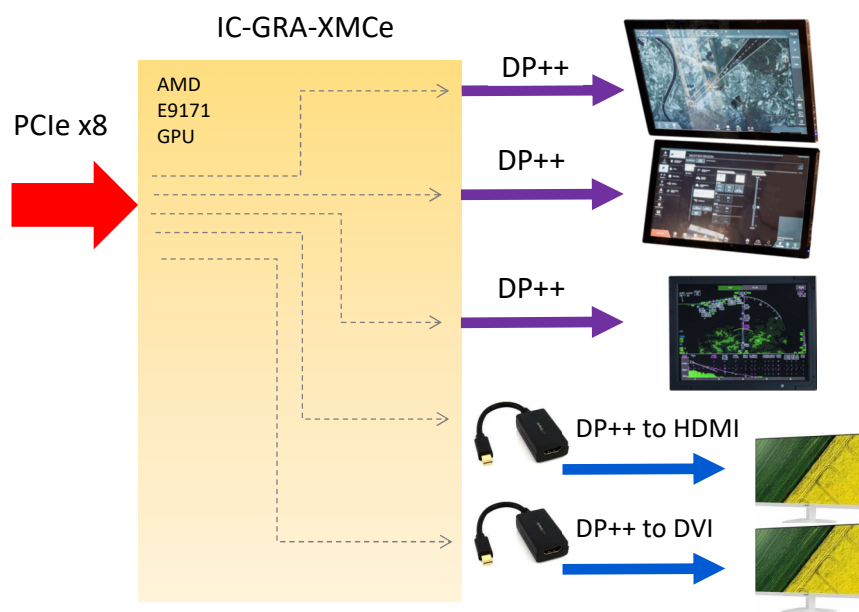 IC-GRA-XMCe
AMD
E9171
GPU
PCIe x8
DP++
DP++
DP++
DP++ to HDMI
DP++ to DVI